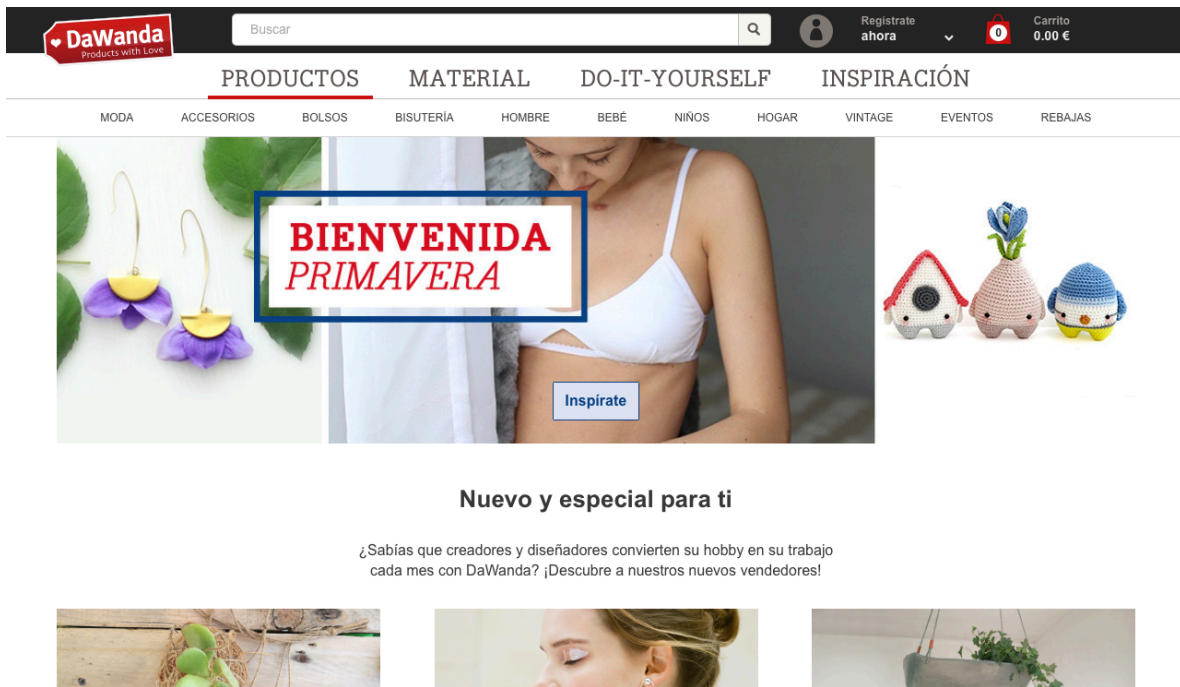 DaWanda
Products with Love
Buscar
Regístrate
ahora
0
Carrito
0.00 €
PRODUCTOS MATERIAL DO-IT-YOURSELF INSPIRACIÓN
MODA ACCESORIOS BOLSOS BISUTERÍA HOMBRE BEBÉ NIÑOS HOGAR VINTAGE EVENTOS REBAJAS
BIENVENIDA
PRIMAVERA
Inspírate
Nuevo y especial para ti
¿Sabías que creadores y diseñadores convierten su hobby en su trabajo
cada mes con DaWanda? ¡Descubre a nuestros nuevos vendedores!